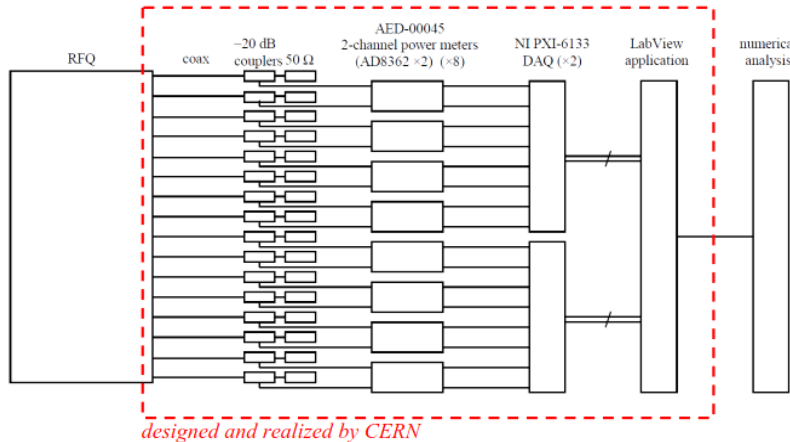 RFQ
coax
−20 dB
couplers
50 Ω
AED-00045
2-channel power meters
(AD8362 ×2) (×8)
NI PXI-6133
DAQ (×2)
LabView
application
numerical
analysis
designed and realized by CERN